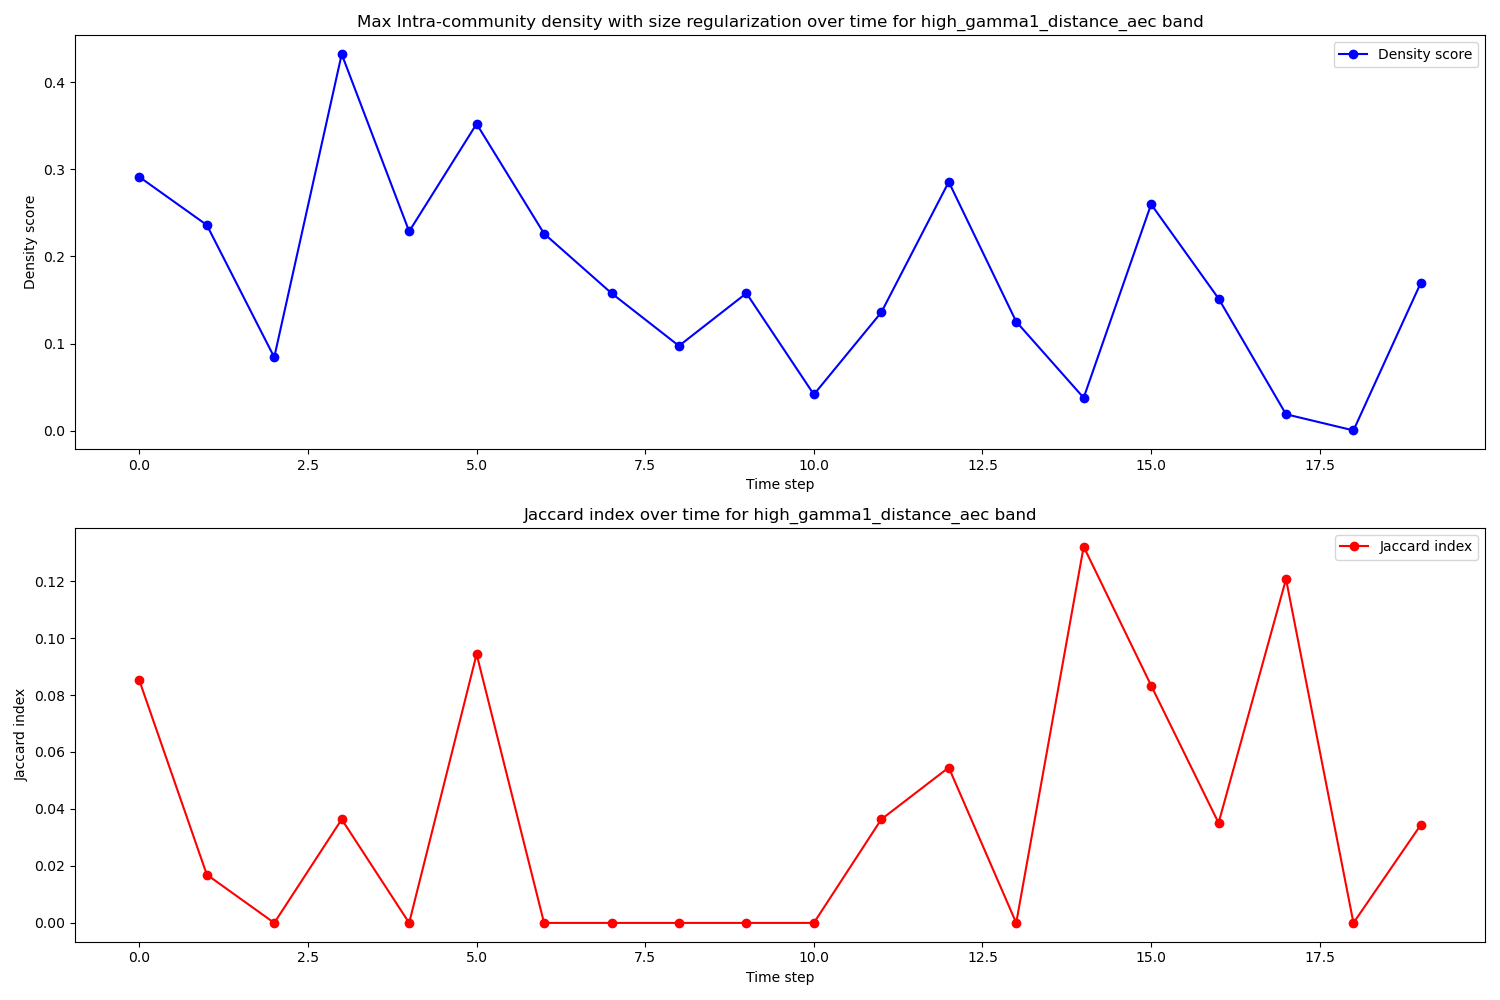 Max Intra-community density with size regularization over time for high_gamma1_distance_aec band
Density score
0.4
0.3
0.2
0.1
0.0
Density score
0.0 2.5 5.0 7.5 10.0 12.5 15.0 17.5
Time step
Jaccard index over time for high_gamma1_distance_aec band
Jaccard index
0.12
0.10
0.08
0.06
0.04
0.02
0.00
Jaccard index
0.0 2.5 5.0 7.5 10.0 12.5 15.0 17.5
Time step